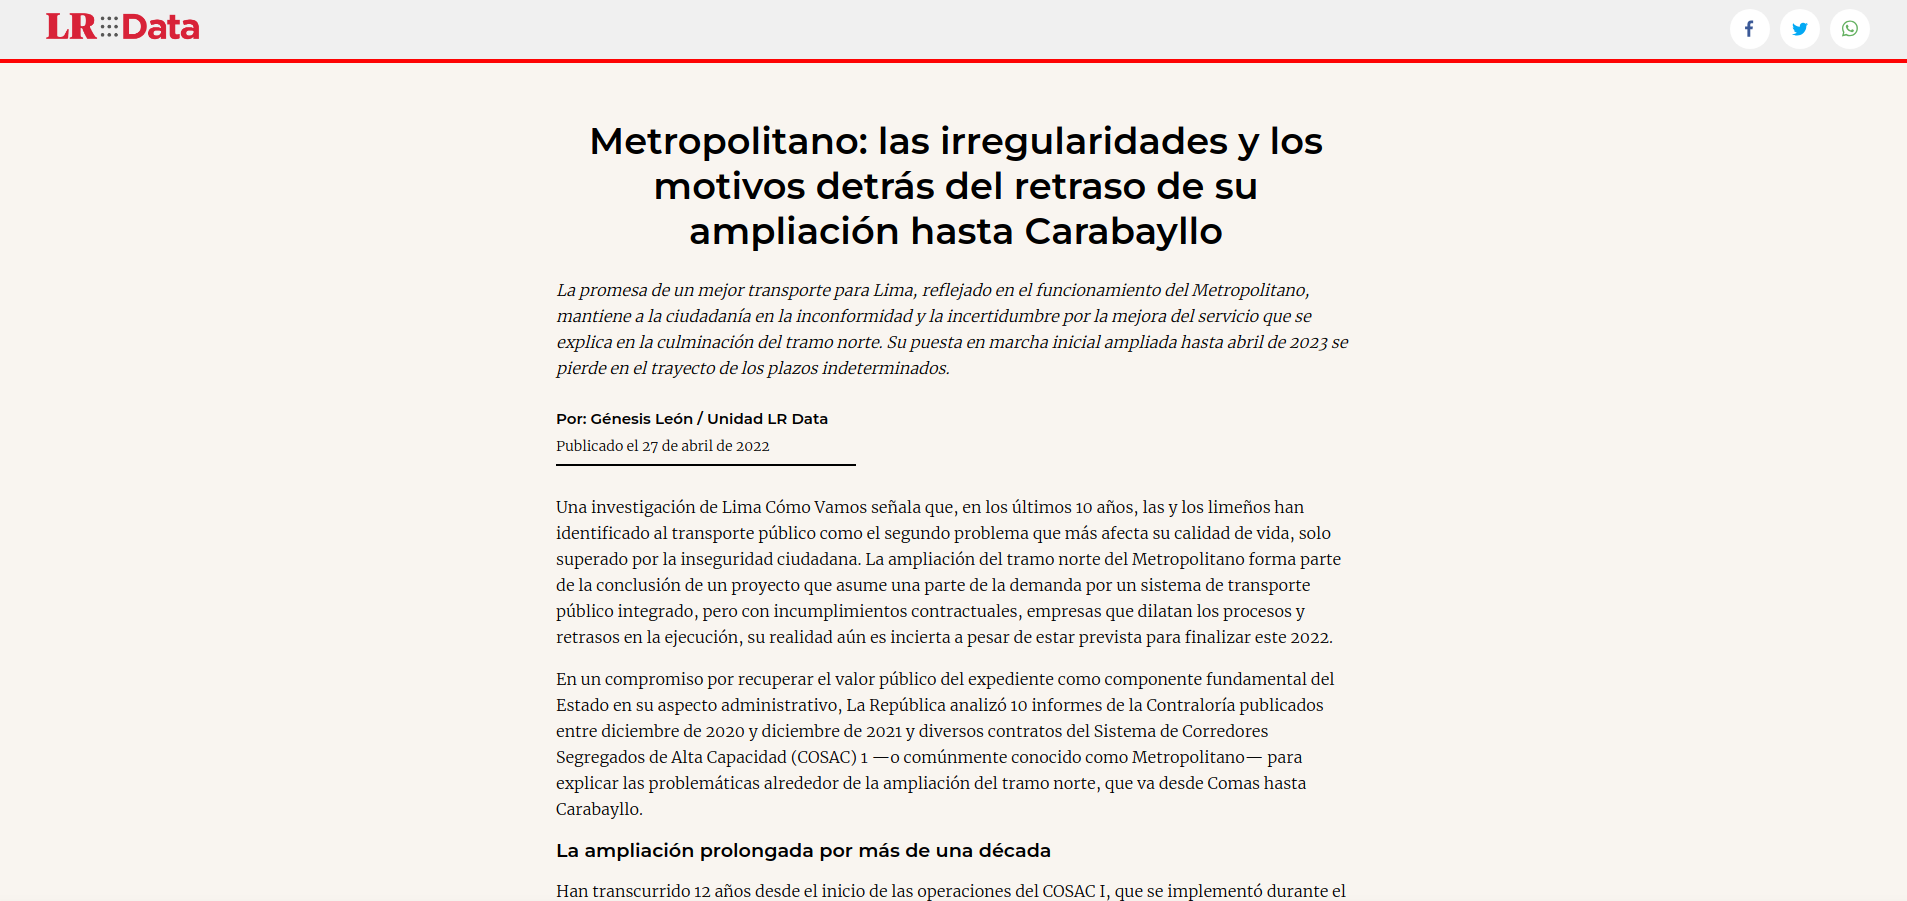 LR Data
Metropolitano: las irregularidades y los
motivos detrás del retraso de su
ampliación hasta Carabayllo
La promesa de un mejor transporte para Lima, reflejado en el funcionamiento del Metropolitano,
mantiene a la ciudadanía en la inconformidad y la incertidumbre por la mejora del servicio que se
explica en la culminación del tramo norte. Su puesta en marcha inicial ampliada hasta abril de 2023 se
pierde en el trayecto de los plazos indeterminados.
Por: Génesis León / Unidad LR Data
Publicado el 27 de abril de 2022
Una investigación de Lima Cómo Vamos señala que, en los últimos 10 años, las y los limeños han
identificado al transporte público como el segundo problema que más afecta su calidad de vida, solo
superado por la inseguridad ciudadana. La ampliación del tramo norte del Metropolitano forma parte
de la conclusión de un proyecto que asume una parte de la demanda por un sistema de transporte
público integrado, pero con incumplimientos contractuales, empresas que dilatan los procesos y
retrasos en la ejecución, su realidad aún es incierta a pesar de estar prevista para finalizar este 2022.
En un compromiso por recuperar el valor público del expediente como componente fundamental del
Estado en su aspecto administrativo, La República analizó 10 informes de la Contraloría publicados
entre diciembre de 2020 y diciembre de 2021 y diversos contratos del Sistema de Corredores
Segregados de Alta Capacidad (COSAC) 1 —o comúnmente conocido como Metropolitano— para
explicar las problemáticas alrededor de la ampliación del tramo norte, que va desde Comas hasta
Carabayllo.
La ampliación prolongada por más de una década
Han transcurrido 12 años desde el inicio de las operaciones del COSAC I, que se implementó durante el